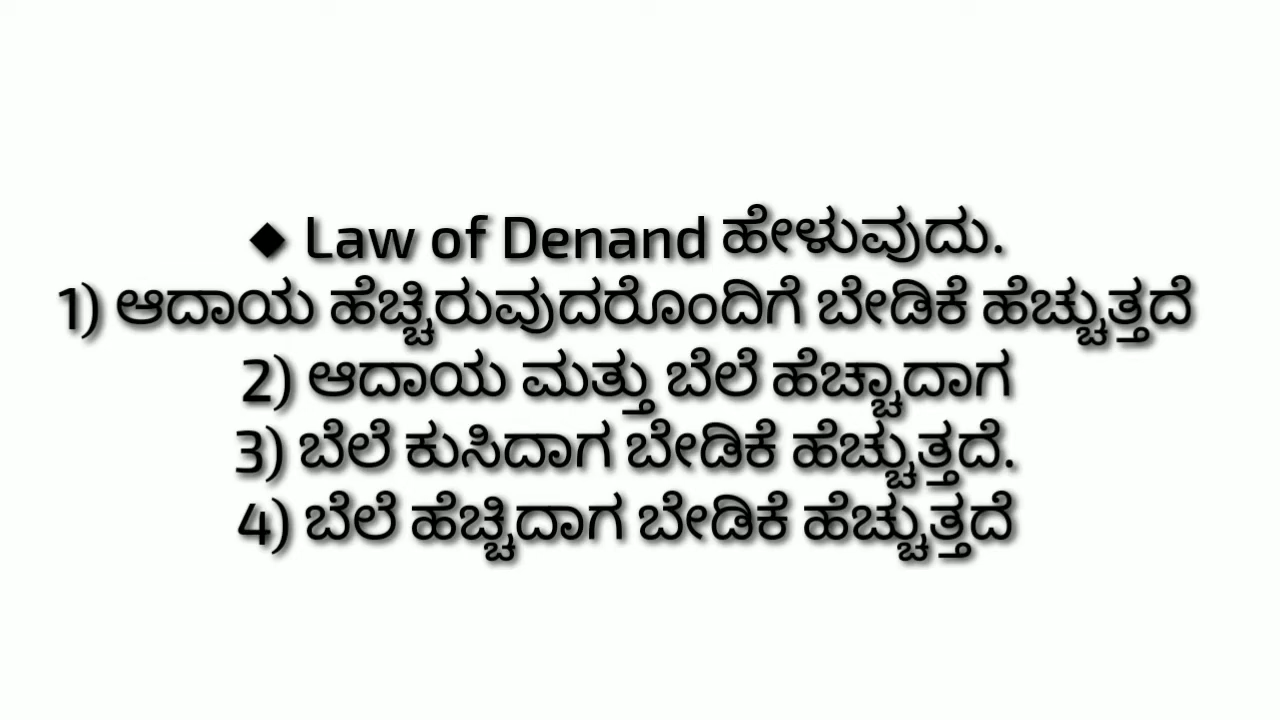 ◆ Law of Denand ಹೇಳುವುದು.
1) ಆದಾಯ ಹೆಚ್ಚಿರುವುದರೊಂದಿಗೆ ಬೇಡಿಕೆ ಹೆಚ್ಚುತ್ತದೆ
2) ಆದಾಯ ಮತ್ತು ಬೆಲೆ ಹೆಚ್ಚಾದಾಗ
3) ಬೆಲೆ ಕುಸಿದಾಗ ಬೇಡಿಕೆ ಹೆಚ್ಚುತ್ತದೆ.
4) ಬೆಲೆ ಹೆಚ್ಚಿದಾಗ ಬೇಡಿಕೆ ಹೆಚ್ಚುತ್ತದೆ